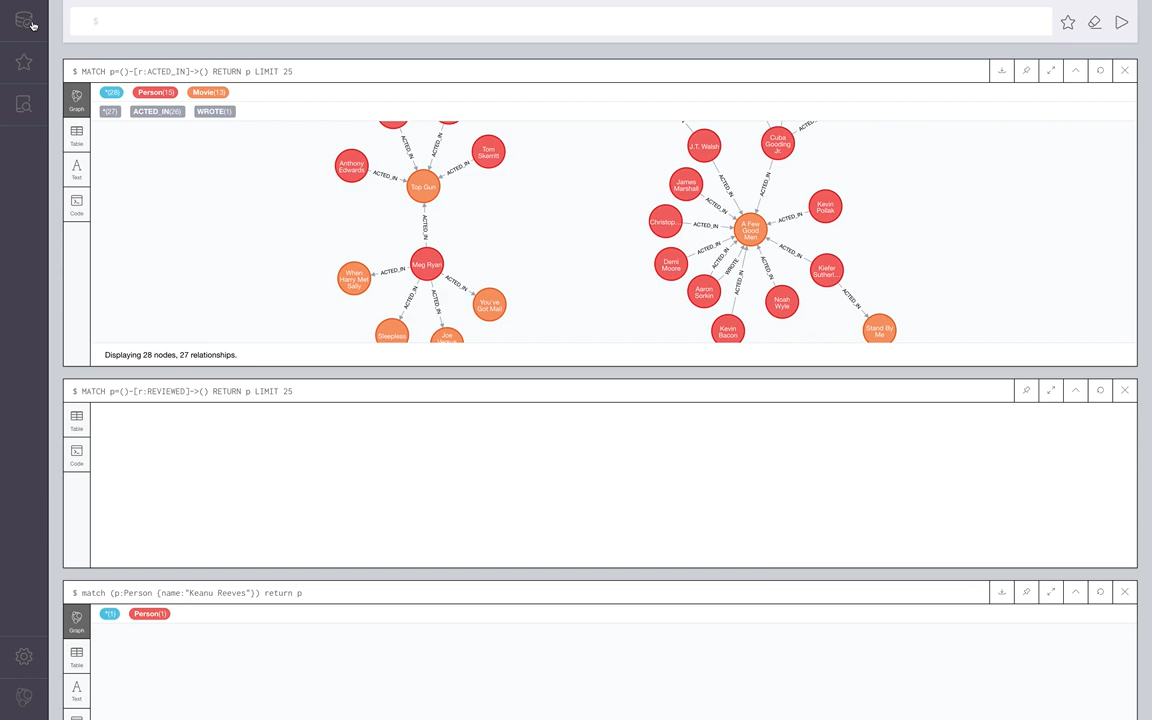 $
$ MATCH p=()-[r:ACTED_IN]->() RETURN p LIMIT 25
*(28) Person(15) Movie(13)
Graph
*(27) ACTED_IN(26) WROTE(1)
Table
Text
Code
ACTED_IN
ACTED_IN
Tom Skerritt
Anthony Edwards
ACTED_IN
ACTED_IN
Top Gun
ACTED_IN
Meg Ryan
When Harry Met Sally
ACTED_IN
ACTED_IN
ACTED_IN
ACTED_IN
You've Got Mail
Sleepless
Joe
J.T. Walsh
Cuba Gooding Jr.
ACTED_IN
James Marshall
ACTED_IN
ACTED_IN
ACTED_IN
Kevin Pollak
Christop...
ACTED_IN
ACTED_IN
A Few Good Men
Demi Moore
ACTED_IN
ACTED_IN
WROTE
ACTED_IN
ACTED_IN
ACTED_IN
Kiefer Sutherl...
Aaron Sorkin
Noah Wyle
ACTED_IN
Kevin Bacon
Stand By Me
Displaying 28 nodes, 27 relationships.
$ MATCH p=()-[r:REVIEWED]->() RETURN p LIMIT 25
Table
Code
$ match (p:Person {name:"Keanu Reeves"}) return p
*(1) Person(1)
Graph
Table
Text